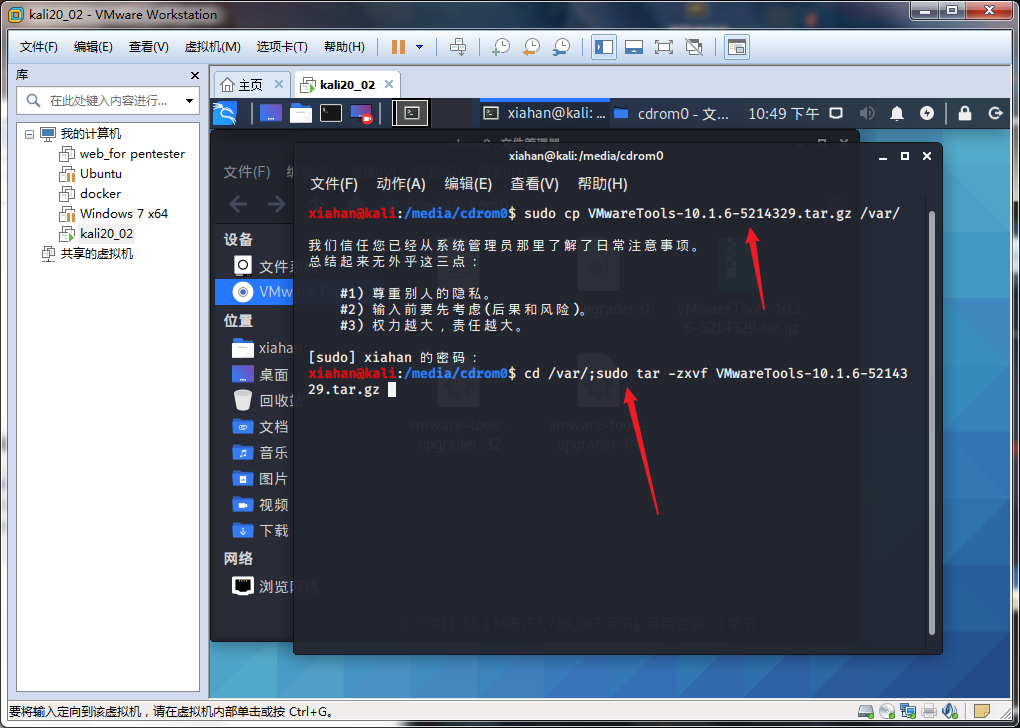 kali20_02 - VMware Workstation
文件(F) 编辑(E) 查看(V) 虚拟机(M) 选项卡(T) 帮助(H)
库
在此处键入内容进行...
我的计算机
web_for pentester
Ubuntu
docker
Windows 7 x64
kali20_02
共享的虚拟机
主页 kali20_02
xiahan@kali: ... cdrom0 - 文... 10:49 下午
文件(F)
设备
文件系
VMw
位置
xiahan
桌面
回收站
文档
音乐
图片
视频
下载
网络
浏览网络
xiahan@kali:/media/cdrom0
文件(F) 动作(A) 编辑(E) 查看(V) 帮助(H)
xiahan@kali:/media/cdrom0$ sudo cp VMwareTools-10.1.6-5214329.tar.gz /var/
我们信任您已经从系统管理员那里了解了日常注意事项。
总结起来无外乎这三点：
#1) 尊重别人的隐私。
#2) 输入前要先考虑(后果和风险)。
#3) 权力越大，责任越大。
[sudo] xiahan 的密码：
xiahan@kali:/media/cdrom0$ cd /var/;sudo tar -zxvf VMwareTools-10.1.6-52143
29.tar.gz
VMwareTools-10.1
.6-5214329.tar.gz
vmware-tools-
upgrader-32
vmware-tools-
upgrader-64
要将输入定向到该虚拟机，请在虚拟机内部单击或按 Ctrl+G。